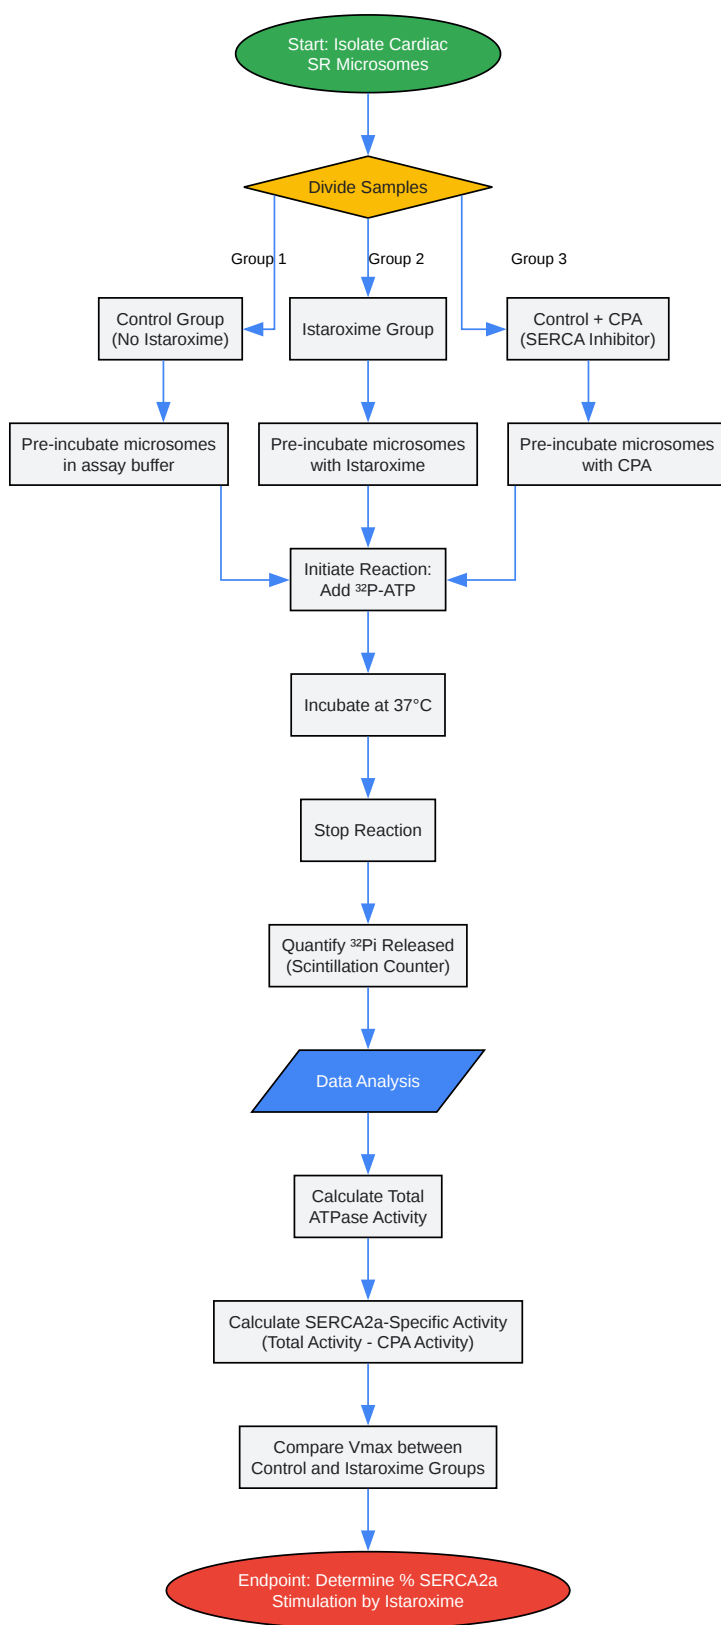 Start: Isolate Cardiac
SR Microsomes
Divide Samples
Group 1
Group 2
Group 3
Control Group
(No Istaroxime)
Istaroxime Group
Control + CPA
(SERCA Inhibitor)
Pre-incubate microsomes
in assay buffer
Pre-incubate microsomes
with Istaroxime
Pre-incubate microsomes
with CPA
Initiate Reaction:
Add ³²P-ATP
Incubate at 37°C
Stop Reaction
Quantify ³²Pi Released
(Scintillation Counter)
Data Analysis
Calculate Total
ATPase Activity
Calculate SERCA2a-Specific Activity
(Total Activity - CPA Activity)
Compare Vmax between
Control and Istaroxime Groups
Endpoint: Determine % SERCA2a
Stimulation by Istaroxime